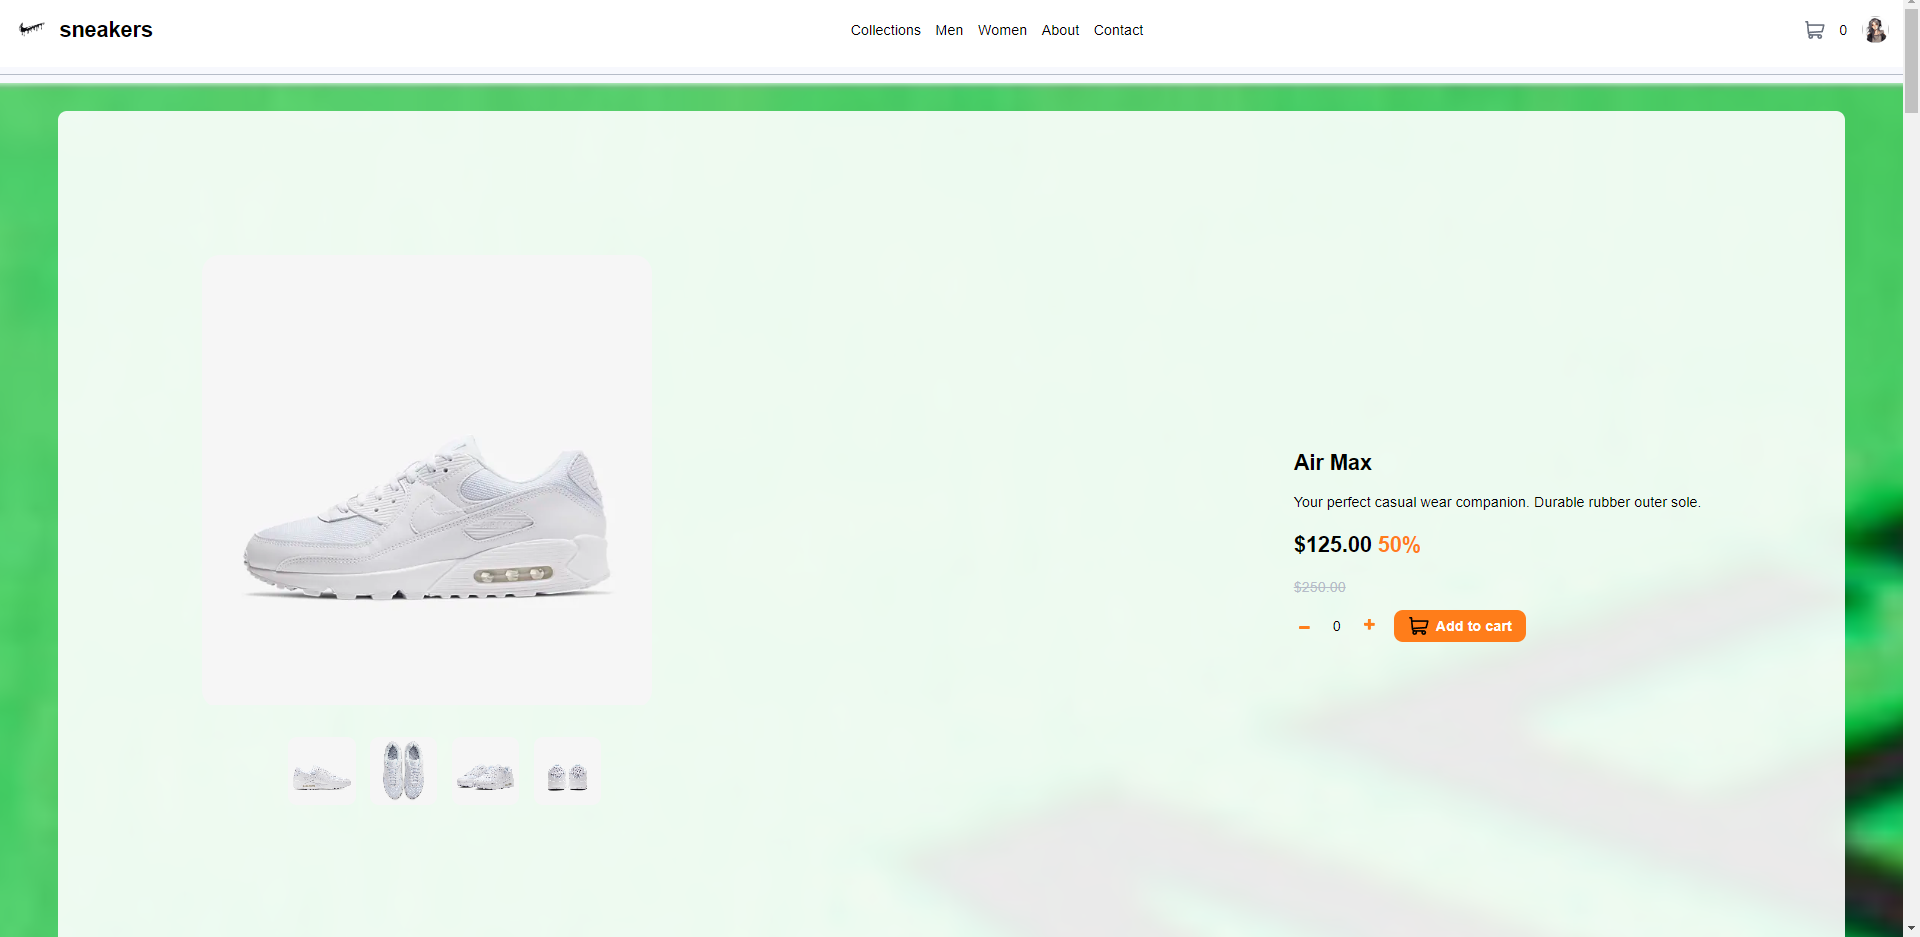 sneakers
Collections Men Women About Contact
0
Air Max
Your perfect casual wear companion. Durable rubber outer sole.
$125.00 50%
$250.00
0
Add to cart